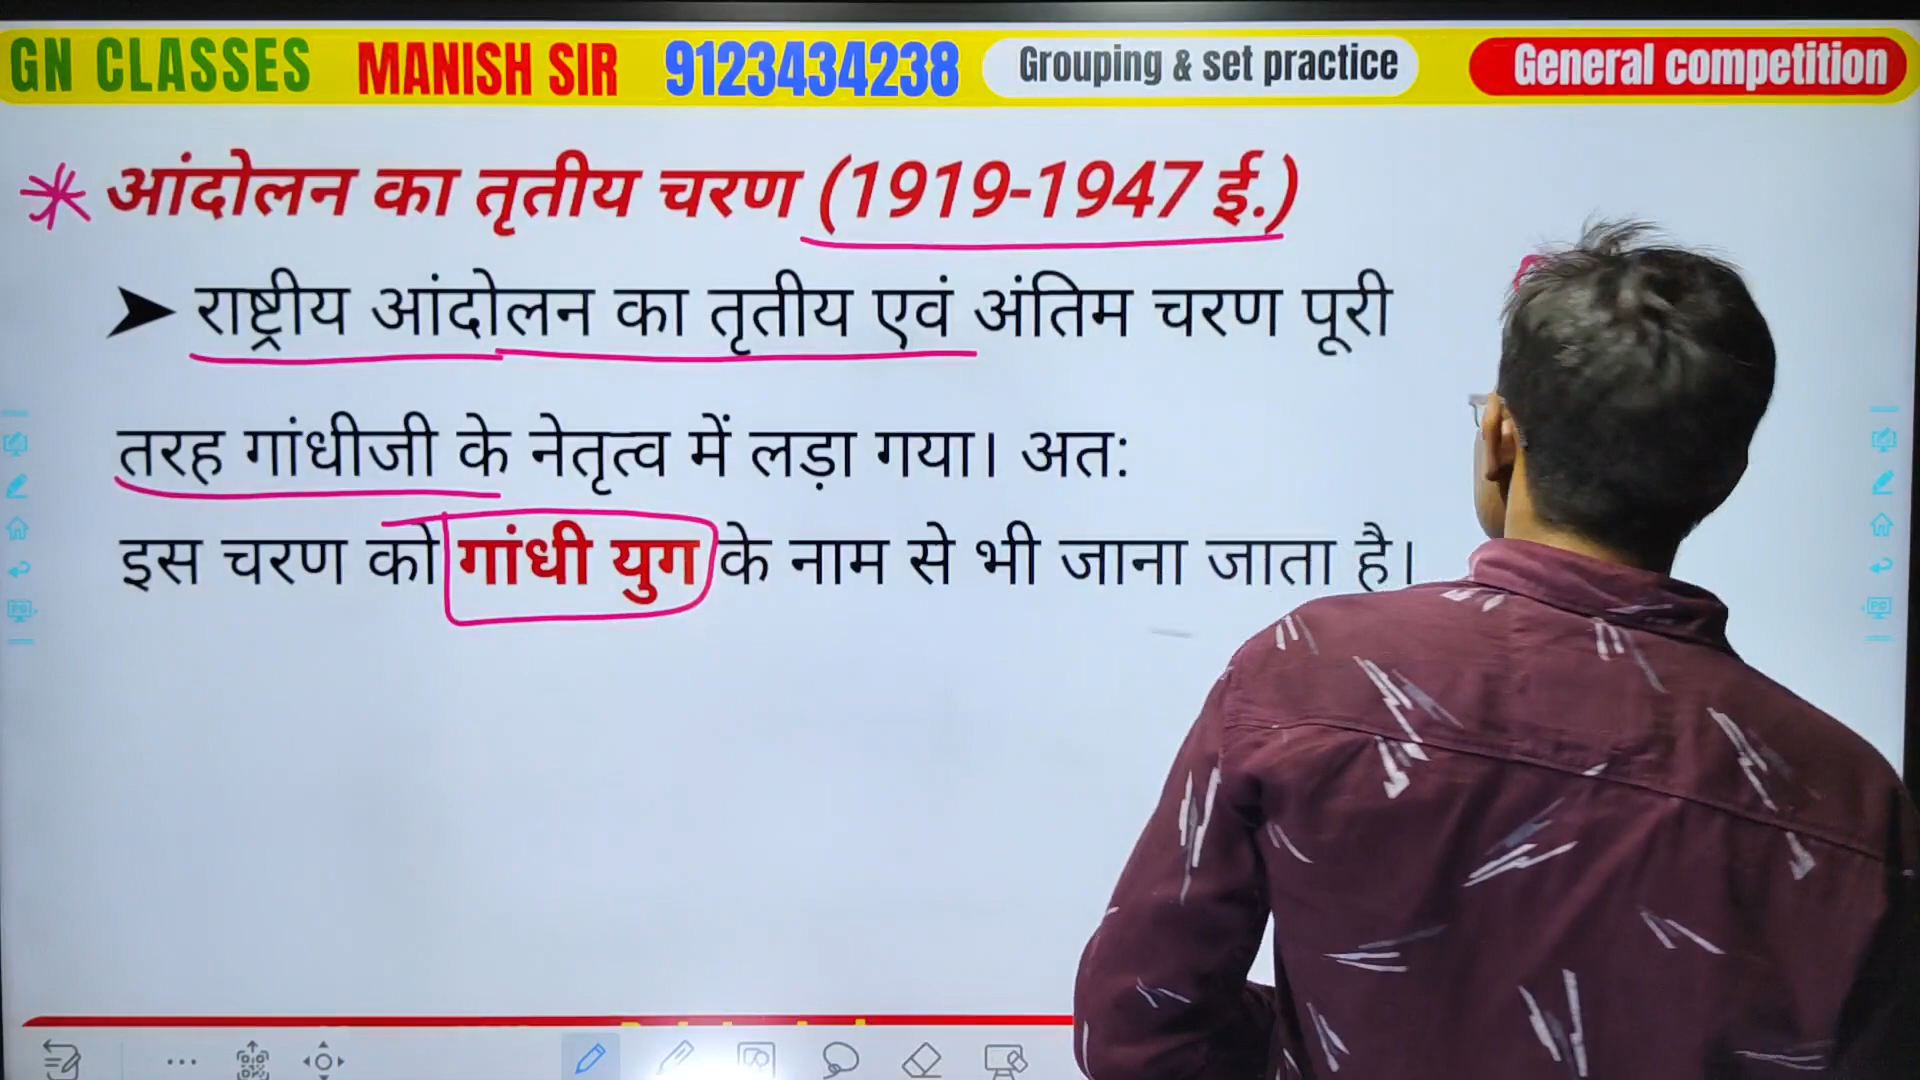 GN CLASSES MANISH SIR 9123434238 Grouping & set practice General competition
आंदोलन का तृतीय चरण (1919-1947 ई.)
➤ राष्ट्रीय आंदोलन का तृतीय एवं अंतिम चरण पूरी
तरह गांधीजी के नेतृत्व में लड़ा गया। अत:
इस चरण को गांधी युग के नाम से भी जाना जाता है।